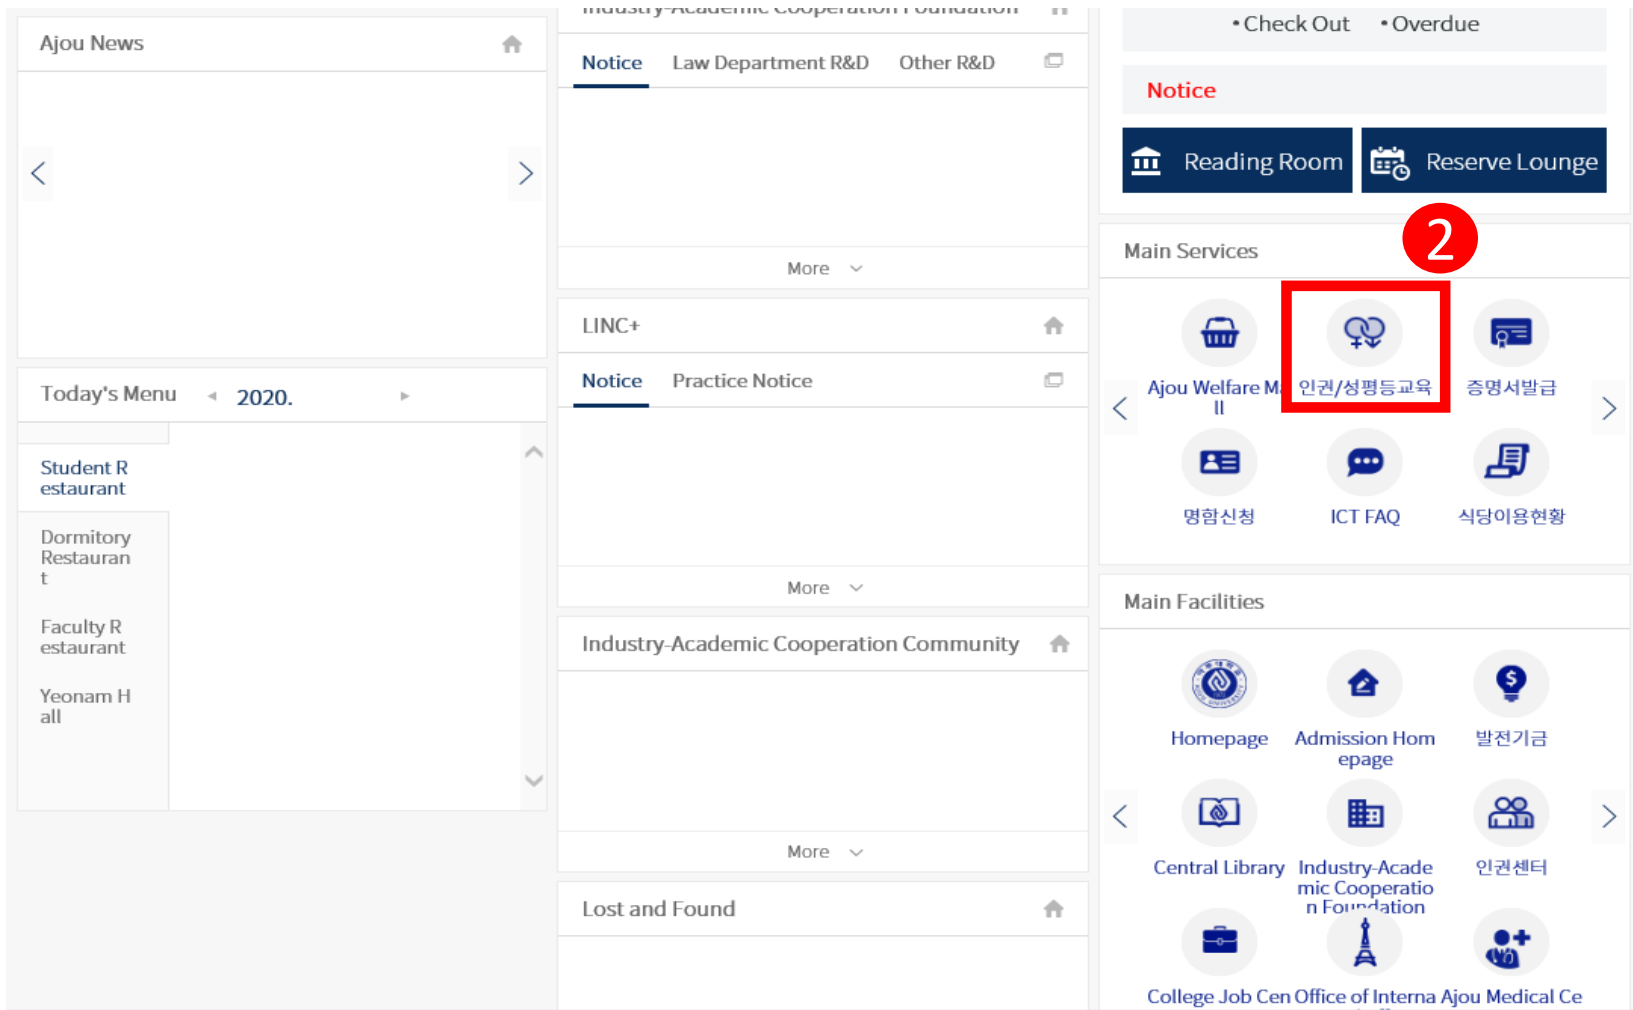 Ajou News
Today's Menu
2020.
Student R
estaurant
Dormitory
Restauran
t
Faculty R
estaurant
Yeonam H
all
Industry-Academic Cooperation Foundation
Notice Law Department R&D Other R&D
More
LINC+
Notice Practice Notice
More
Industry-Academic Cooperation Community
More
Lost and Found
•Check Out •Overdue
Notice
Reading Room Reserve Lounge
Main Services
2
Ajou Welfare Ma
ll
인권/성평등교육
증명서발급
명함신청
ICT FAQ
식당이용현황
Main Facilities
Homepage
Admission Hom
epage
발전기금
Central Library
Industry-Acade
mic Cooperatio
n Foundation
인권센터
College Job Cen
Office of Interna
Ajou Medical Ce